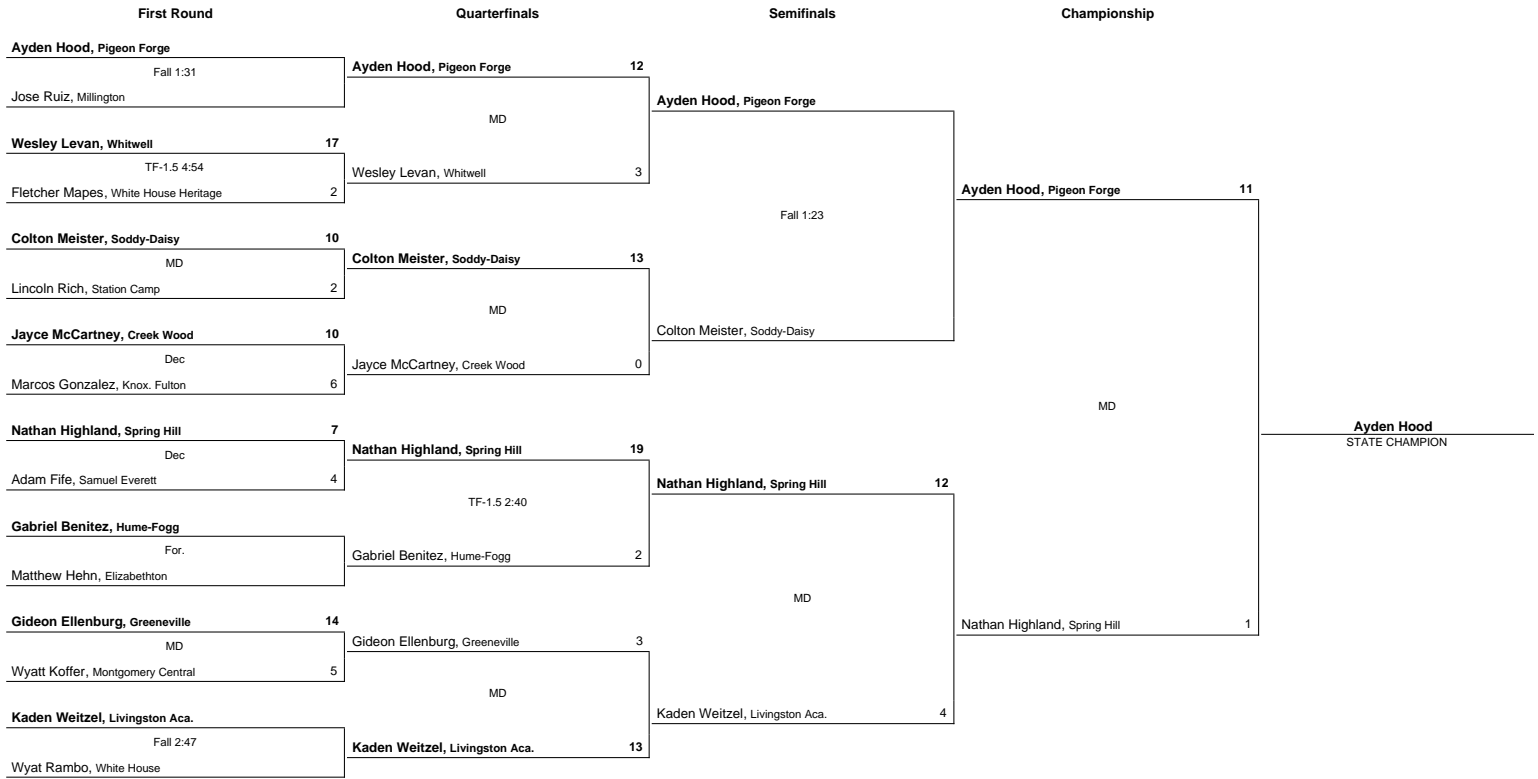 First Round
Quarterfinals
Semifinals
Championship
Ayden Hood, Pigeon Forge
Fall 1:31
Jose Ruiz, Millington
Wesley Levan, Whitwell 17
TF-1.5 4:54
Fletcher Mapes, White House Heritage 2
Colton Meister, Soddy-Daisy 10
MD
Lincoln Rich, Station Camp 2
Jayce McCartney, Creek Wood 10
Dec
Marcos Gonzalez, Knox. Fulton 6
Nathan Highland, Spring Hill 7
Dec
Adam Fife, Samuel Everett 4
Gabriel Benitez, Hume-Fogg
For.
Matthew Hehn, Elizabethton
Gideon Ellenburg, Greeneville 14
MD
Wyatt Koffer, Montgomery Central 5
Kaden Weitzel, Livingston Aca.
Fall 2:47
Wyat Rambo, White House
Ayden Hood, Pigeon Forge 12
MD
Wesley Levan, Whitwell 3
Colton Meister, Soddy-Daisy 13
MD
Jayce McCartney, Creek Wood 0
Nathan Highland, Spring Hill 19
TF-1.5 2:40
Gabriel Benitez, Hume-Fogg 2
Gideon Ellenburg, Greeneville 3
MD
Kaden Weitzel, Livingston Aca. 13
Ayden Hood, Pigeon Forge
Fall 1:23
Colton Meister, Soddy-Daisy
Nathan Highland, Spring Hill 12
MD
Kaden Weitzel, Livingston Aca. 4
Ayden Hood, Pigeon Forge 11
MD
Nathan Highland, Spring Hill 1
Ayden Hood
STATE CHAMPION